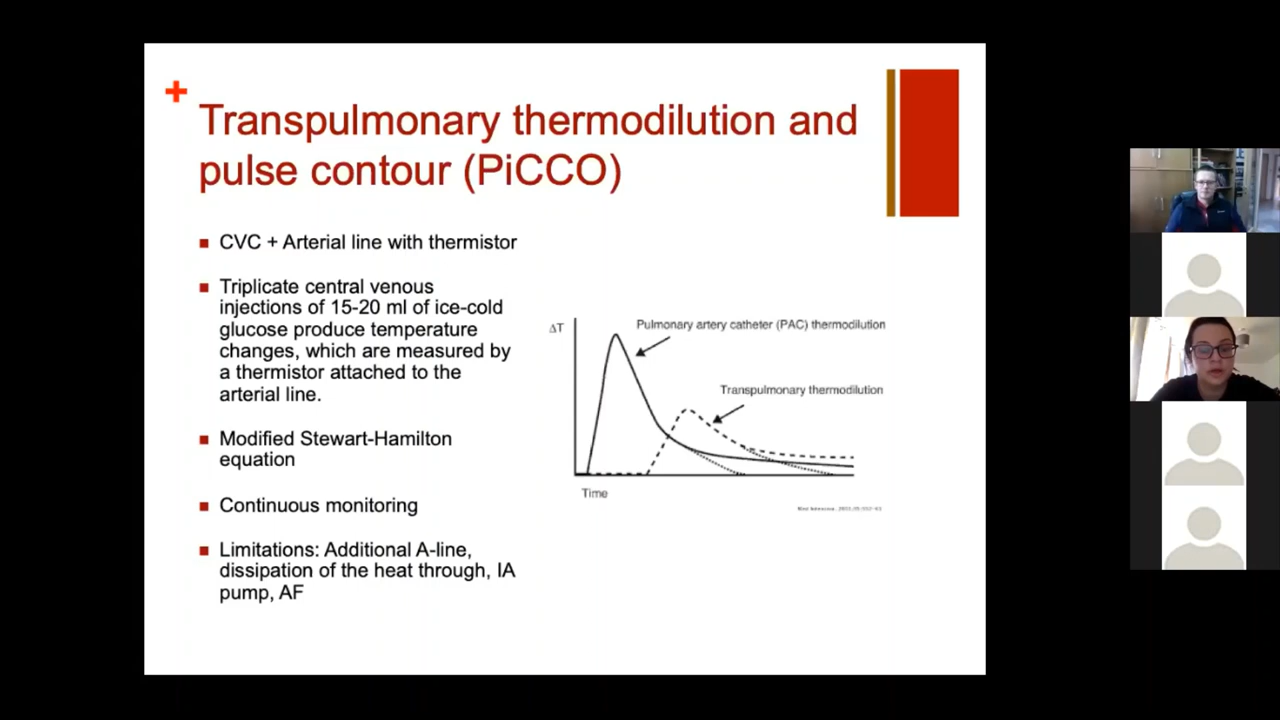 +
Transpulmonary thermodilution and
pulse contour (PiCCO)
CVC + Arterial line with thermistor
Triplicate central venous
injections of 15-20 ml of ice-cold
glucose produce temperature
changes, which are measured by
a thermistor attached to the
arterial line.
Modified Stewart-Hamilton
equation
Continuous monitoring
Limitations: Additional A-line,
dissipation of the heat through, IA
pump, AF
ΔT
Pulmonary artery catheter (PAC) thermodilution
Transpulmonary thermodilution
Time